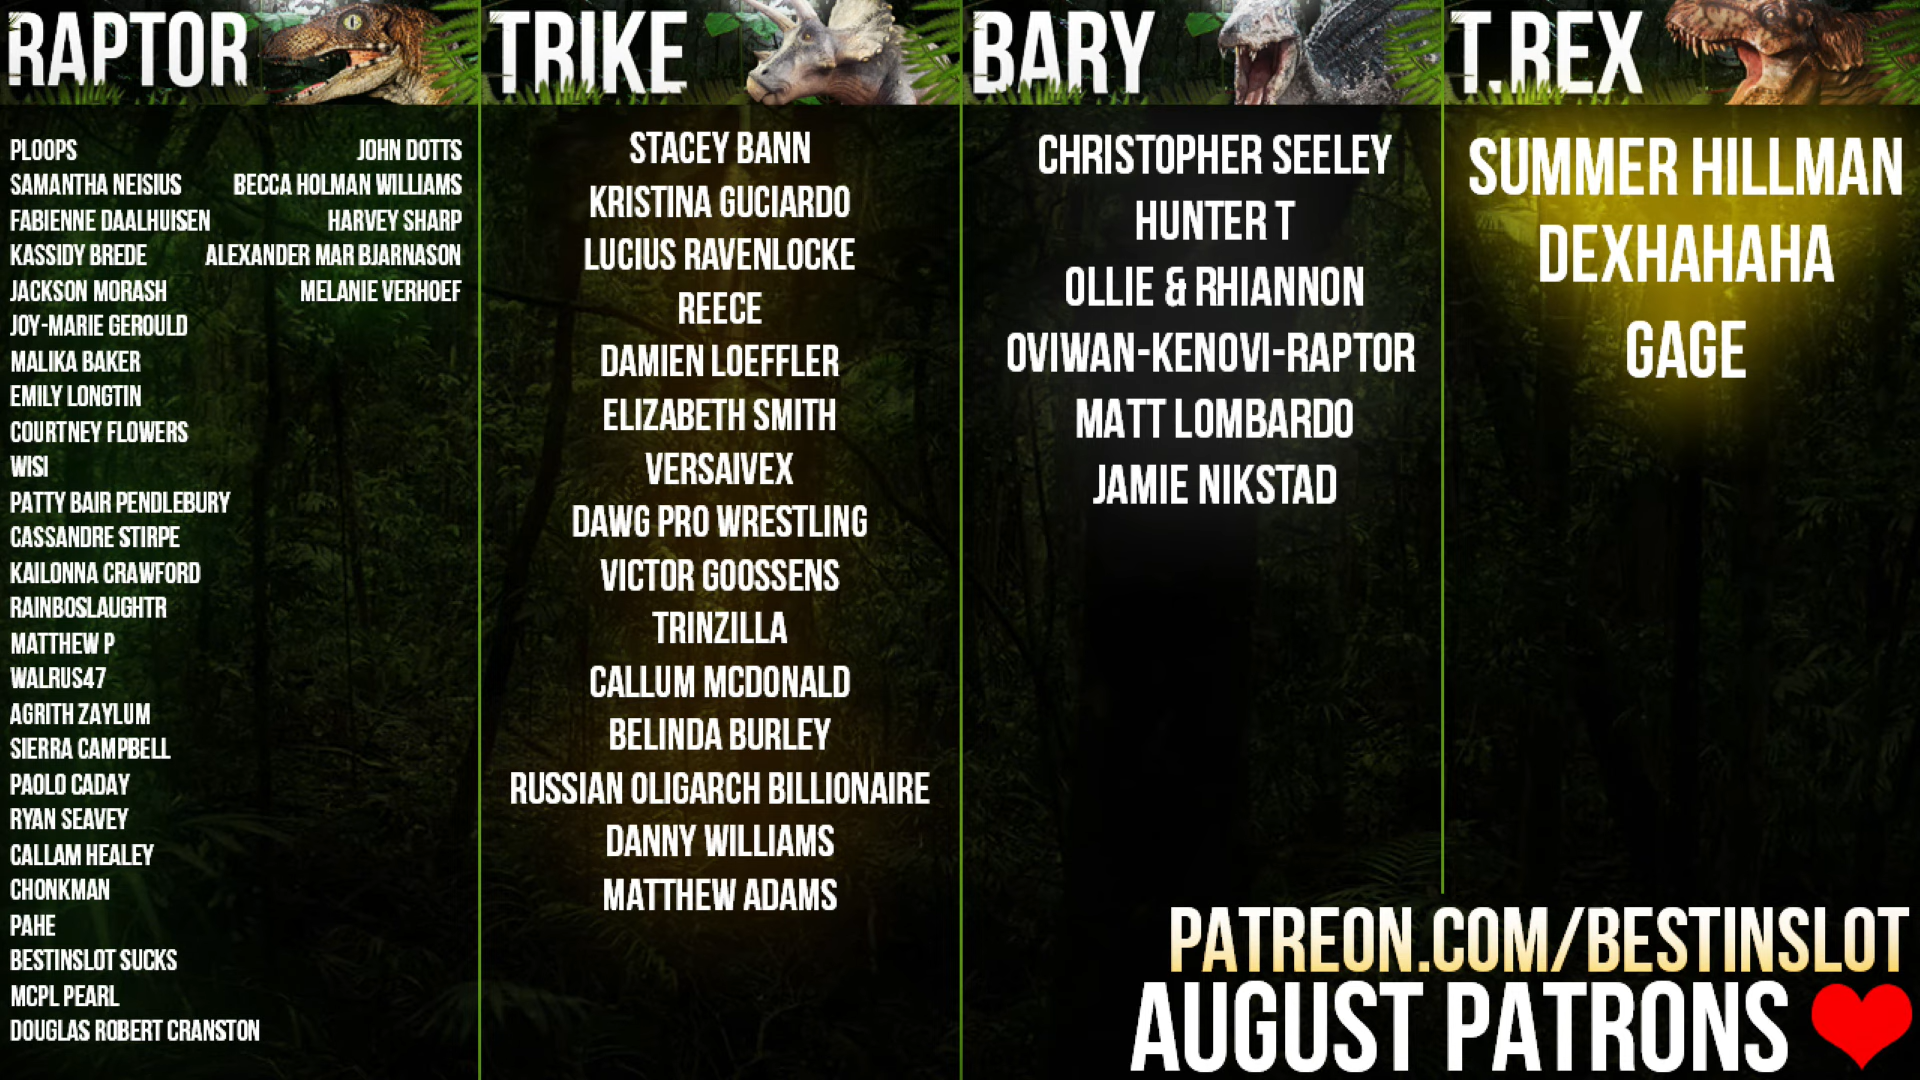 RAPTOR
PLOOPS
SAMANTHA NEISIUS
FABIENNE DAALHUISEN
KASSIDY BREDE
JACKSON MORASH
JOY-MARIE GEROULD
MALIKA BAKER
EMILY LONGTIN
COURTNEY FLOWERS
WISI
PATTY BAIR PENDLEBURY
CASSANDRE STIRPE
KAILONNA CRAWFORD
RAINBOSLAUGHTR
MATTHEW P
WALRUS47
AGRITH ZAYLUM
SIERRA CAMPBELL
PAOLO CADAY
RYAN SEAVEY
CALLAM HEALEY
CHONKMAN
PAHE
BESTINSLOT SUCKS
MCPL PEARL
DOUGLAS ROBERT CRANSTON
JOHN DOTTS
BECCA HOLMAN WILLIAMS
HARVEY SHARP
ALEXANDER MAR BJARNASON
MELANIE VERHOEF
TRIKE
STACEY BANN
KRISTINA GUCIARDO
LUCIUS RAVENLOCKE
REECE
DAMIEN LOEFFLER
ELIZABETH SMITH
VERSAIVEX
DAWG PRO WRESTLING
VICTOR GOOSSENS
TRINZILLA
CALLUM MCDONALD
BELINDA BURLEY
RUSSIAN OLIGARCH BILLIONAIRE
DANNY WILLIAMS
MATTHEW ADAMS
BARY
CHRISTOPHER SEELEY
HUNTER T
OLLIE & RHIANNON
OVIWAN-KENOVI-RAPTOR
MATT LOMBARDO
JAMIE NIKSTAD
T.REX
SUMMER HILLMAN
DEXHAHAHA
GAGE
PATREON.COM/BESTINSLOT
AUGUST PATRONS